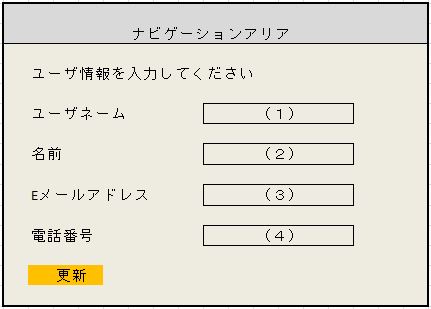 ナビゲーションアリア
ユーザ情報を入力してください
ユーザネーム （１）
名前 （２）
Eメールアドレス （３）
電話番号 （４）
更新